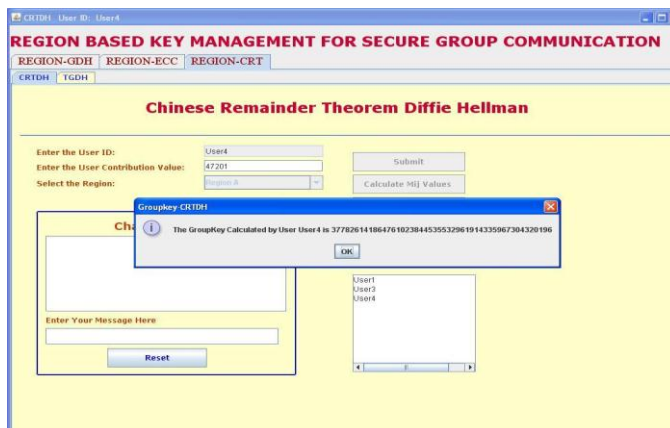 CRTDH User ID: User4
REGION BASED KEY MANAGEMENT FOR SECURE GROUP COMMUNICATION
REGION-GDH REGION-ECC REGION-CRT
CRTDH TGDH
Chinese Remainder Theorem Diffie Hellman
Enter the User ID: User4
Submit
Enter the User Contribution Value: 47201
Select the Region: Region A
Calculate Mij Values
Groupkey-CRTDH
Cha
The GroupKey Calculated by User User4 is 3778261418647610238445355329619143359673043201​96
OK
User1
User3
User4
Enter Your Message Here
Reset